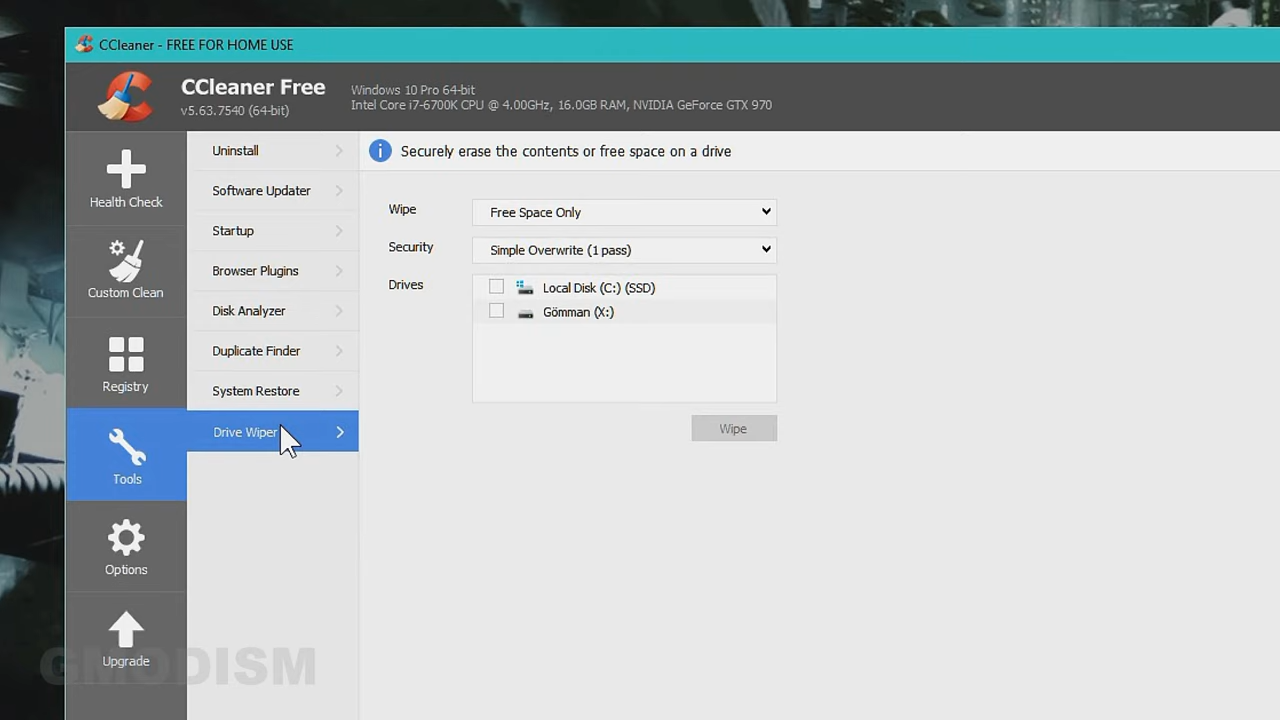 CCleaner - FREE FOR HOME USE
CCleaner Free
v5.63.7540 (64-bit)
Windows 10 Pro 64-bit
Intel Core i7-6700K CPU @ 4.00GHz, 16.0GB RAM, NVIDIA GeForce GTX 970
Health Check
Custom Clean
Registry
Tools
Options
Upgrade
Uninstall
Software Updater
Startup
Browser Plugins
Disk Analyzer
Duplicate Finder
System Restore
Drive Wiper
Securely erase the contents or free space on a drive
Wipe
Free Space Only
Security
Simple Overwrite (1 pass)
Drives
Local Disk (C:) (SSD)
Gömman (X:)
Wipe
GMODISM